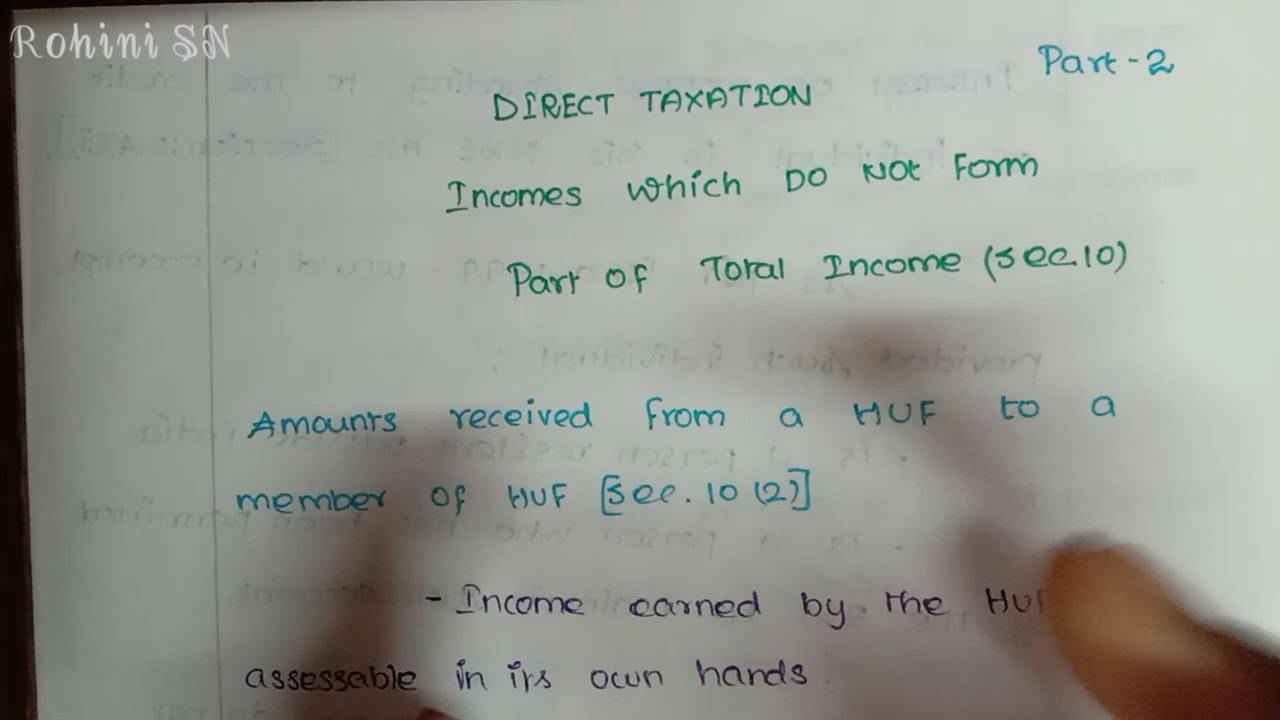 Rohini SN
Part-2
DIRECT TAXATION
Incomes which Do Not Form
Part of Total Income (Sec.10)
Amounts received from a HUF to a
member of HUF [Sec. 10 (2)]
- Income earned by the HUF
assessable in its own hands